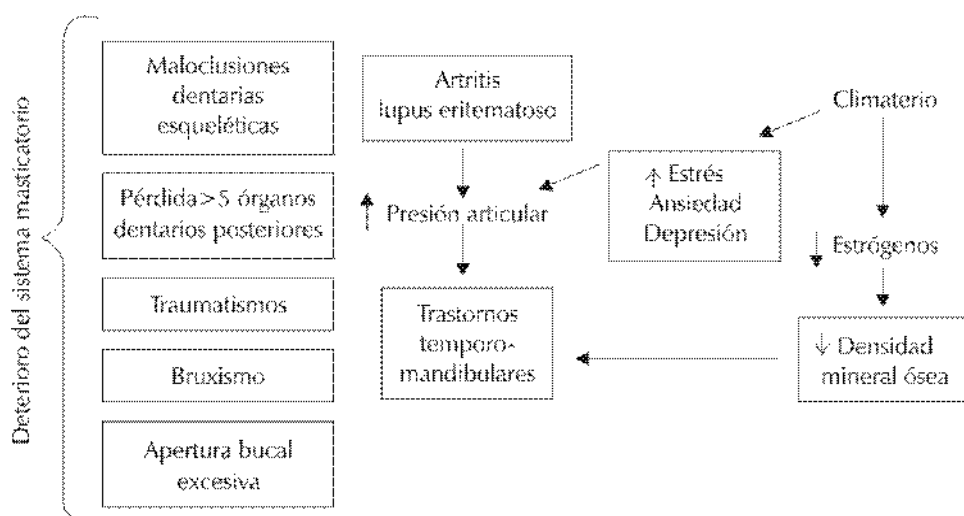 Deterioro del sistema masticatorio
Maloclusiones
dentarias
esqueléticas
Pérdida>5 órganos
dentarios posteriores
Traumatismos
Bruxismo
Apertura bucal
excesiva
Artritis
lupus eritematoso
↑ Presión articular
Trastornos
temporo-
mandibulares
Climaterio
↑ Estrés
Ansiedad
Depresión
↓ Estrógenos
↓ Densidad
mineral ósea